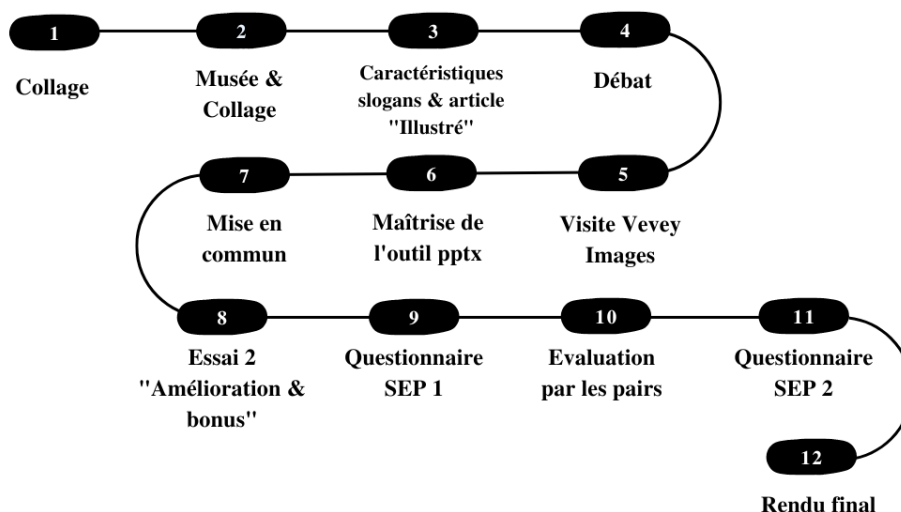 1
Collage
2
Musée &
Collage
3
Caractéristiques
slogans & article
"Illustré"
4
Débat
5
Visite Vevey
Images
6
Maîtrise de
l'outil pptx
7
Mise en
commun
8
Essai 2
"Amélioration &
bonus"
9
Questionnaire
SEP 1
10
Evaluation
par les pairs
11
Questionnaire
SEP 2
12
Rendu final